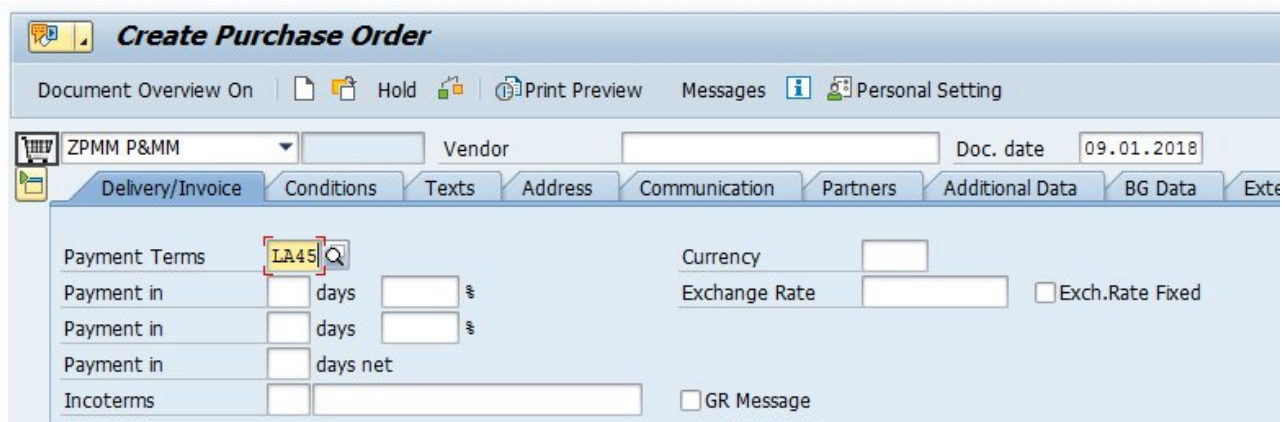 Create Purchase Order
Document Overview On Hold Print Preview Messages Personal Setting
ZPMM P&MM Vendor Doc. date 09.01.2018
Delivery/Invoice Conditions Texts Address Communication Partners Additional Data BG Data Exte
Payment Terms LA45 Currency
Payment in days % Exchange Rate Exch.Rate Fixed
Payment in days %
Payment in days net
Incoterms GR Message